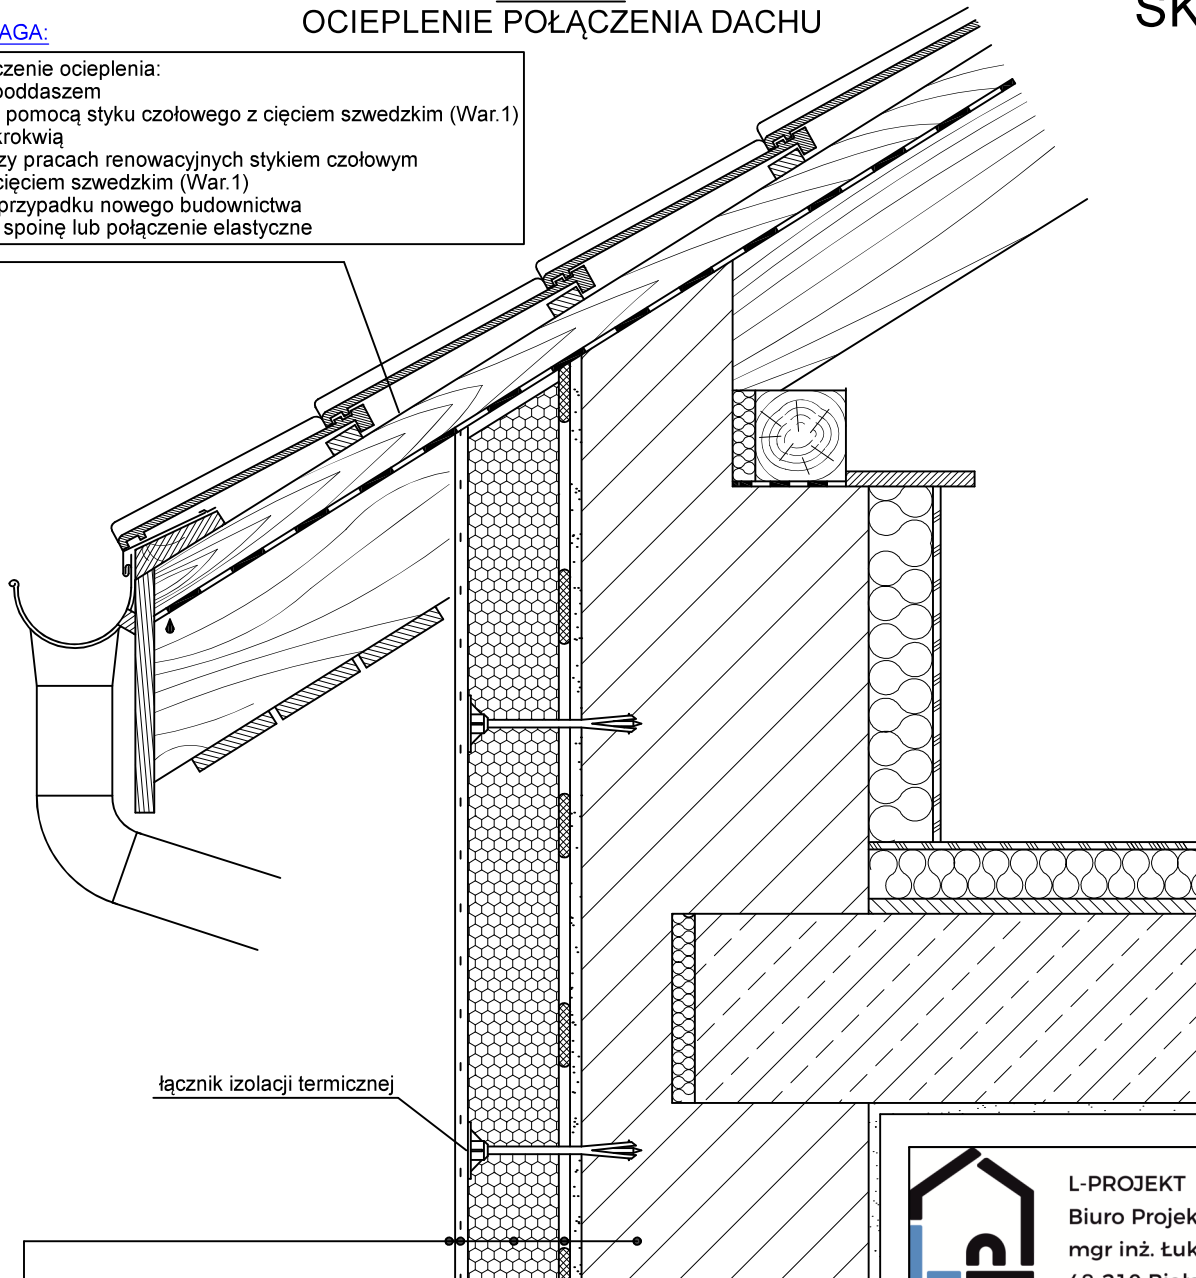 OCIEPLENIE POŁĄCZENIA DACHU
SK
AGA:
czenie ocieplenia:
poddaszem
pomocą styku czołowego z cięciem szwedzkim (War.1)
krokwią
zy pracach renowacyjnych stykiem czołowym
cięciem szwedzkim (War.1)
przypadku nowego budownictwa
spoinę lub połączenie elastyczne
łącznik izolacji termicznej
L-PROJEKT
Biuro Projek
mgr inż. Łuk